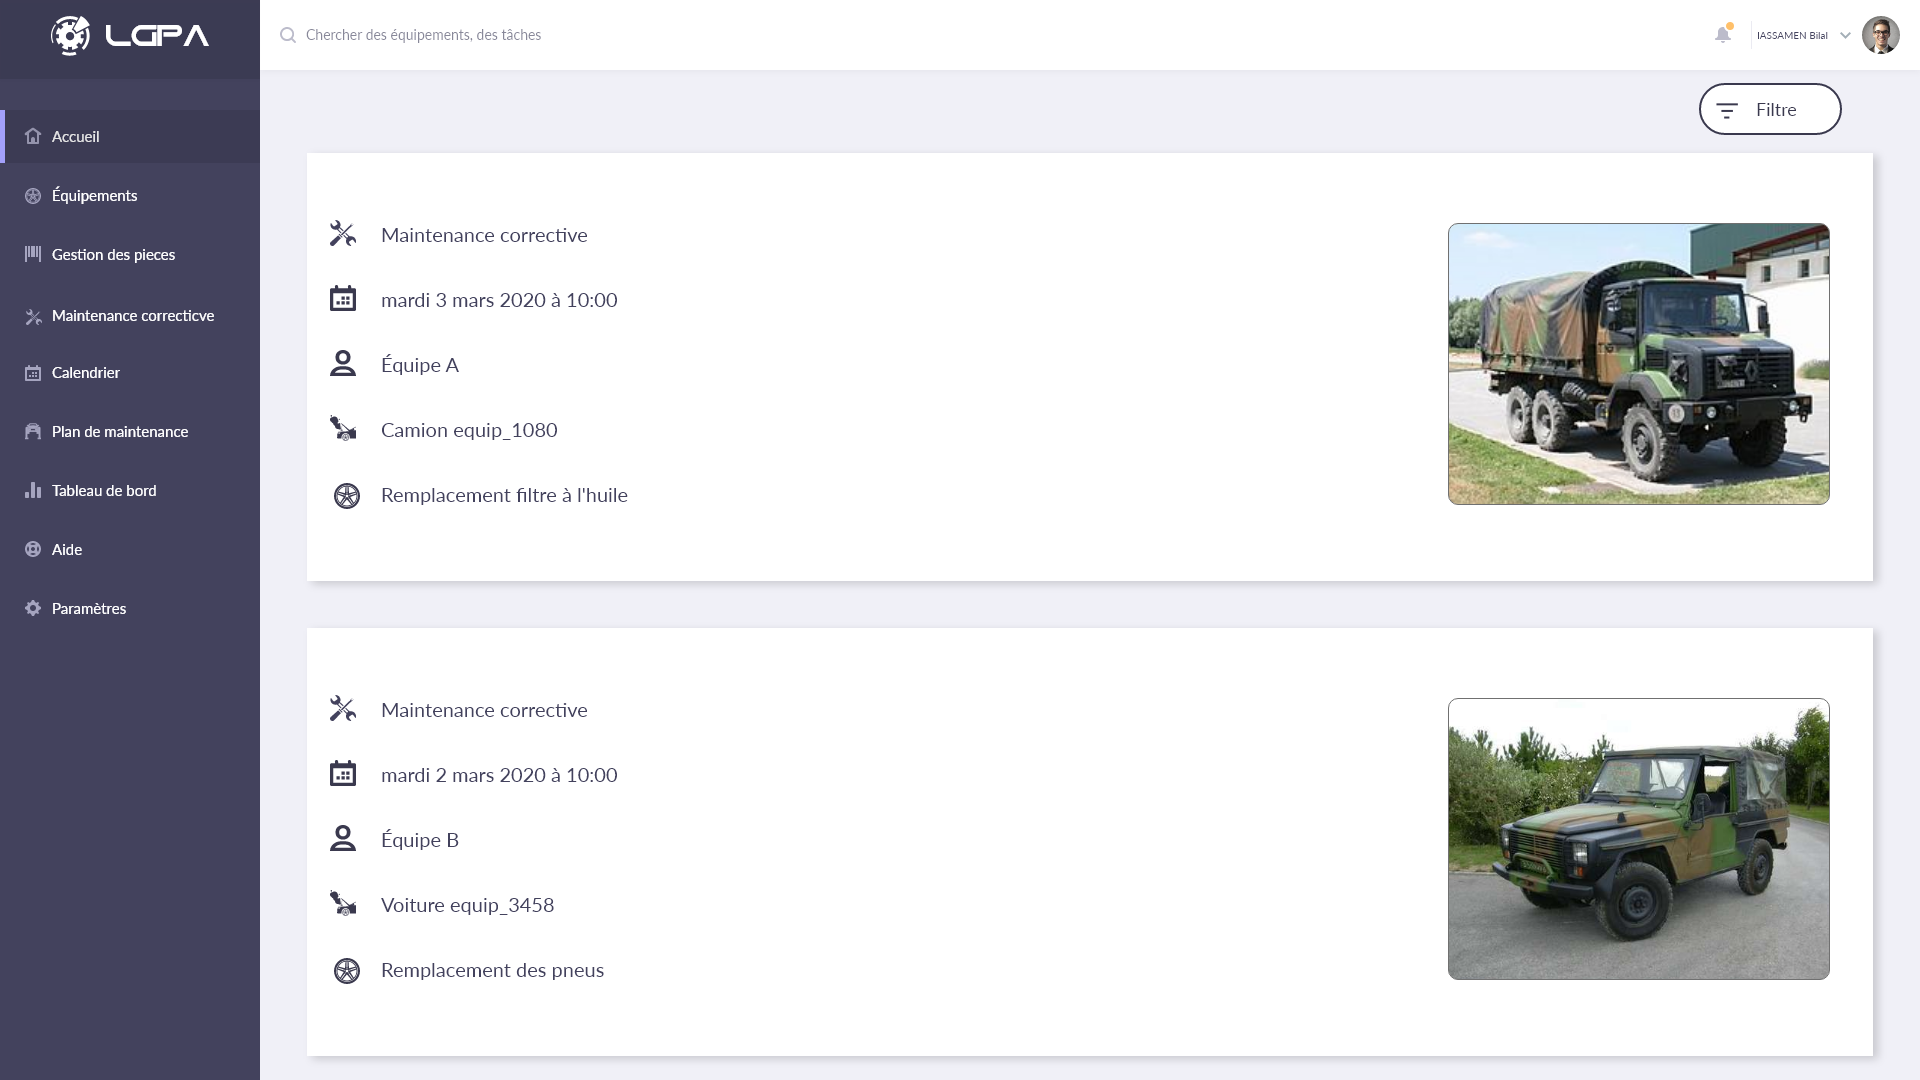 LGPA
Chercher des équipements, des tâches
IASSAMEN Bilal
Filtre
Accueil
Équipements
Gestion des pieces
Maintenance correcticve
Calendrier
Plan de maintenance
Tableau de bord
Aide
Paramètres
Maintenance corrective
mardi 3 mars 2020 à 10:00
Équipe A
Camion equip_1080
Remplacement filtre à l'huile
Maintenance corrective
mardi 2 mars 2020 à 10:00
Équipe B
Voiture equip_3458
Remplacement des pneus